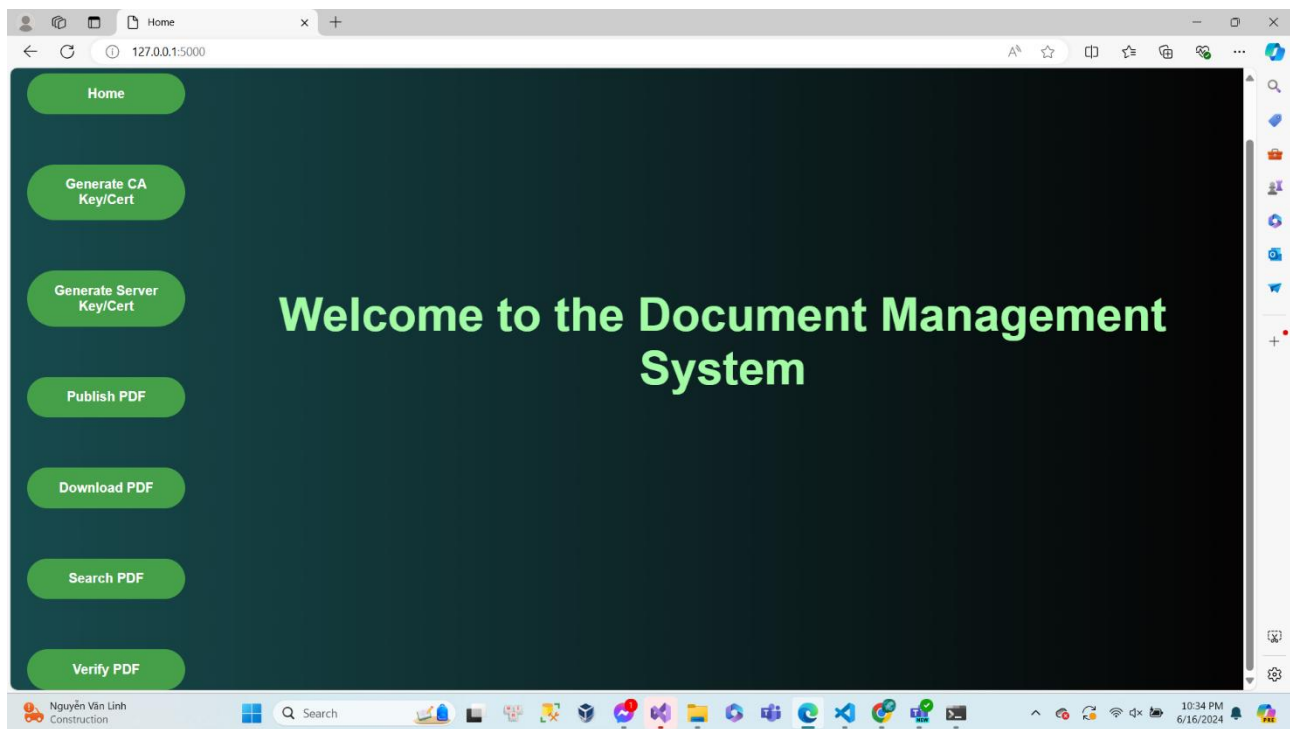 Home
127.0.0.1:5000
Home
Generate CA
Key/Cert
Generate Server
Key/Cert
Welcome to the Document Management
System
Publish PDF
Download PDF
Search PDF
Verify PDF
Nguyễn Văn Linh
Construction
Search
NEW
10:34 PM
6/16/2024
PRE